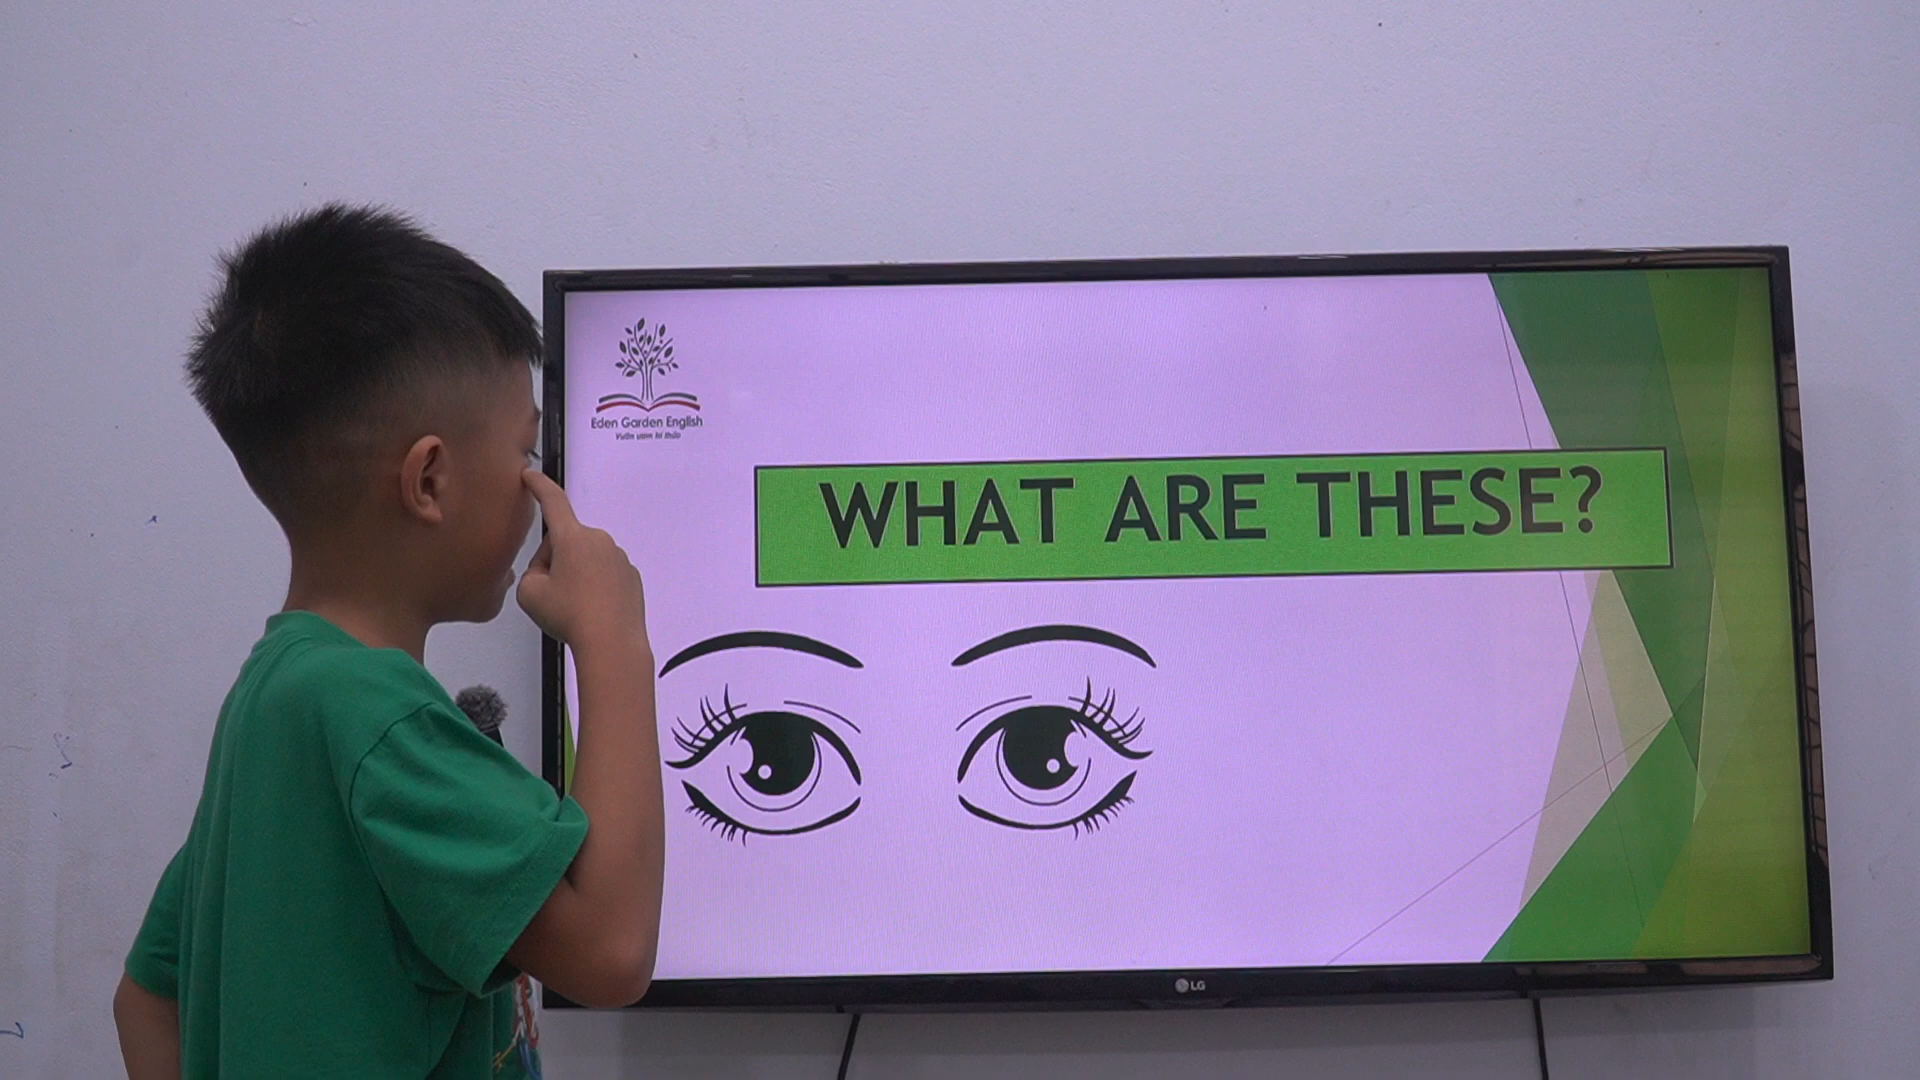 Eden Garden English
Vườn ươm tri thức
WHAT ARE THESE?
LG